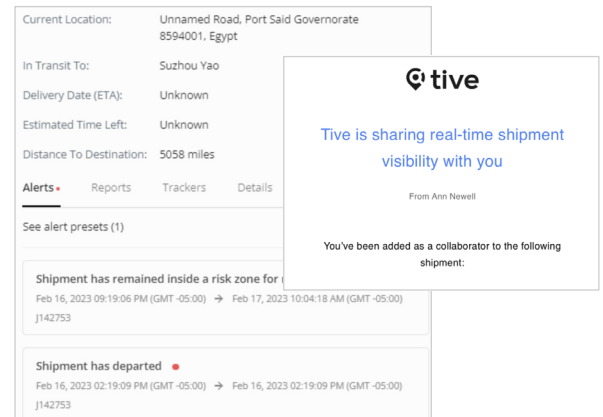 Current Location: Unnamed Road, Port Said Governorate
8594001, Egypt
In Transit To: Suzhou Yao
Delivery Date (ETA): Unknown
Estimated Time Left: Unknown
Distance To Destination: 5058 miles
Alerts Reports Trackers Details
See alert presets (1)
Shipment has remained inside a risk zone for
Feb 16, 2023 09:19:06 PM (GMT -05:00) → Feb 17, 2023 10:04:18 AM (GMT -05:00)
J142753
Shipment has departed
Feb 16, 2023 02:19:09 PM (GMT -05:00) → Feb 16, 2023 02:19:09 PM (GMT -05:00)
J142753
tive
Tive is sharing real-time shipment
visibility with you
From Ann Newell
You've been added as a collaborator to the following
shipment: